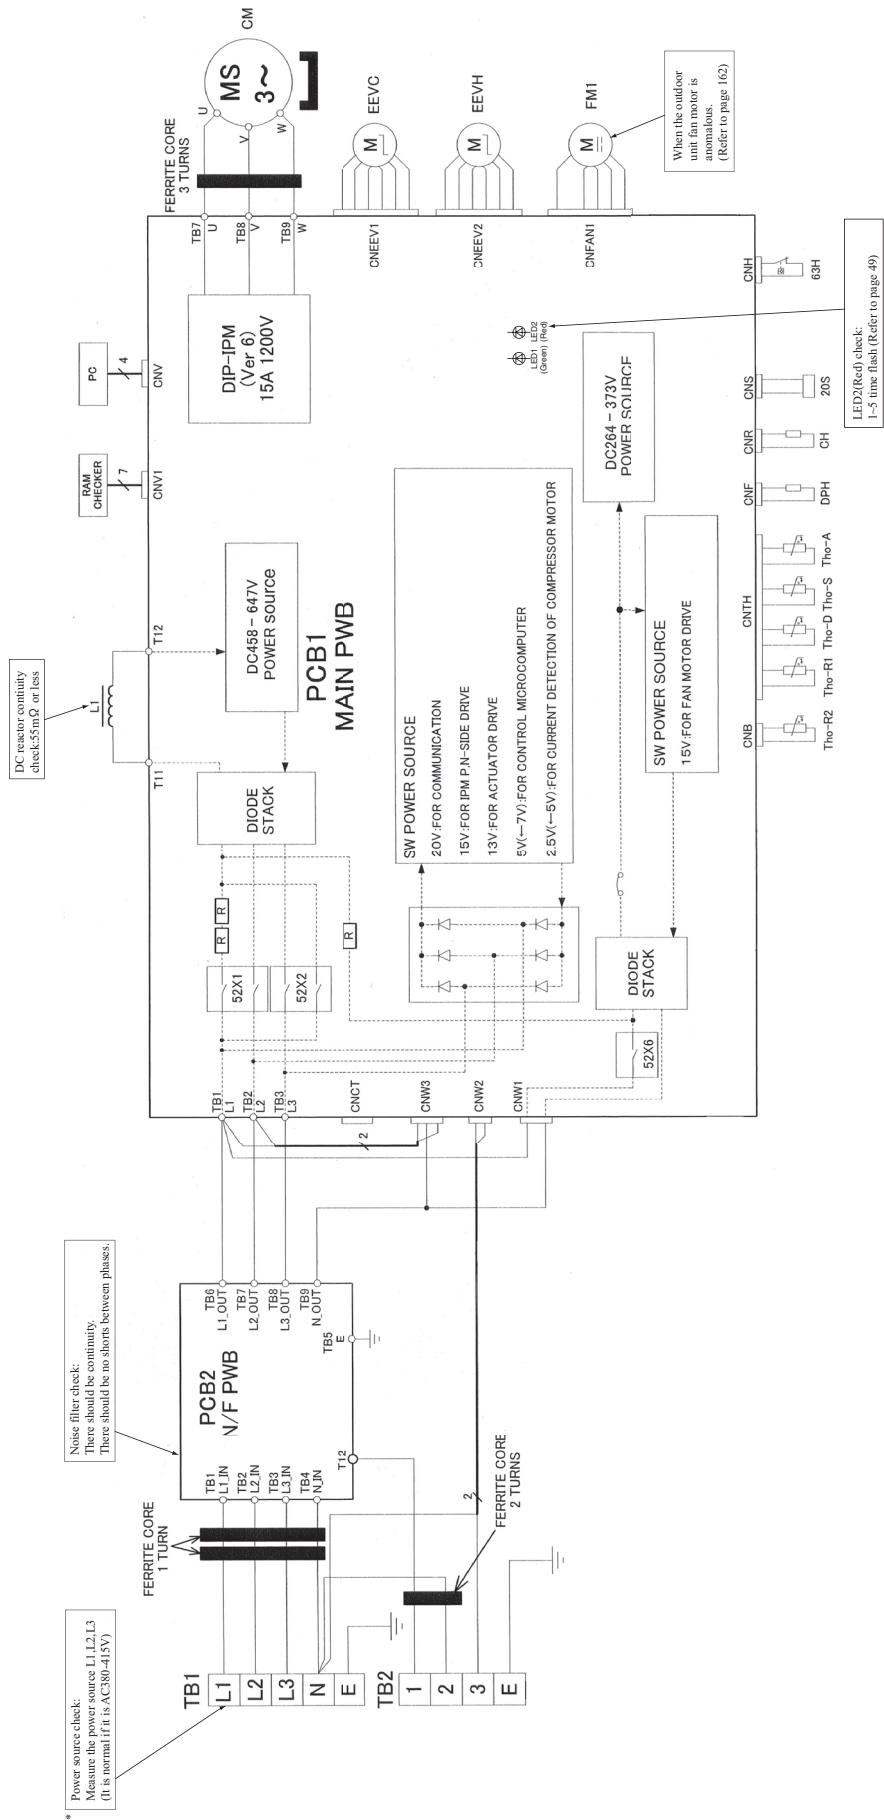 *
Power source check:
Measure the power source L1,L2,L3
(It is normal if it is AC380-415V)
TB1
L1
L2
L3
N
E
TB2
1
2
3
E
FERRITE CORE
1 TURN
FERRITE CORE
2 TURNS
2
Noise filter check:
There should be continuity.
There should be no shorts between phases.
PCB2
N/F PWB
TB1
L1_IN
TB2
L2_IN
TB3
L3_IN
TB4
N_IN
T12
TB5
E
TB6
L1_OUT
TB7
L2_OUT
TB8
L3_OUT
TB9
N_OUT
2
TB1
L1
TB2
L2
TB3
L3
CNCT
CNW3
CNW2
CNW1
52X1
52X2
52X6
R
R
R
DIODE
STACK
DIODE
STACK
DC reactor contiuity
check:55mΩ or less
L1
T11
T12
DC458-647V
POWER source
PCB1
MAIN PWB
SW POWER SOURCE
20V:FOR COMMUNICATION
15V:FOR IPM P,N-SIDE DRIVE
13V:FOR ACTUATOR DRIVE
5V(←7V):FOR CONTROL MICROCOMPUTER
2.5V(←5V):FOR CURRENT DETECTION OF COMPRESSOR MOTOR
SW POWER SOURCE
15V:FOR FAN MOTOR DRIVE
DC264-373V
POWER SOURCE
RAM
CHECKER
7
CNV1
PC
4
CNV
DIP-IPM
(Ver 6)
15A 1200V
LED1
(Green)
LED2
(Red)
TB7
U
TB8
V
TB9
W
FERRITE CORE
3 TURNS
U
V
W
MS
3~
CM
CNEEV1
M
EEVC
CNEEV2
M
EEVH
CNFAN1
M
FM1
When the outdoor
unit fan motor is
anomalous.
(Refer to page 162)
LED2(Red) check:
1~5 time flash (Refer to page 49)
CNB
Tho-R2
CNTH
Tho-R1
Tho-D
Tho-S
Tho-A
CNF
DPH
CNR
CH
CNS
20S
CNH
63H